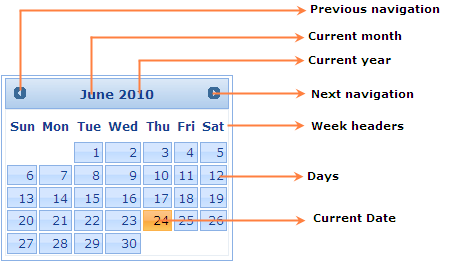 Previous navigation
Current month
Current year
June 2010
Next navigation
Sun Mon Tue Wed Thu Fri Sat
Week headers
1 2 3 4 5
6 7 8 9 10 11 12
Days
13 14 15 16 17 18 19
20 21 22 23 24 25 26
Current Date
27 28 29 30